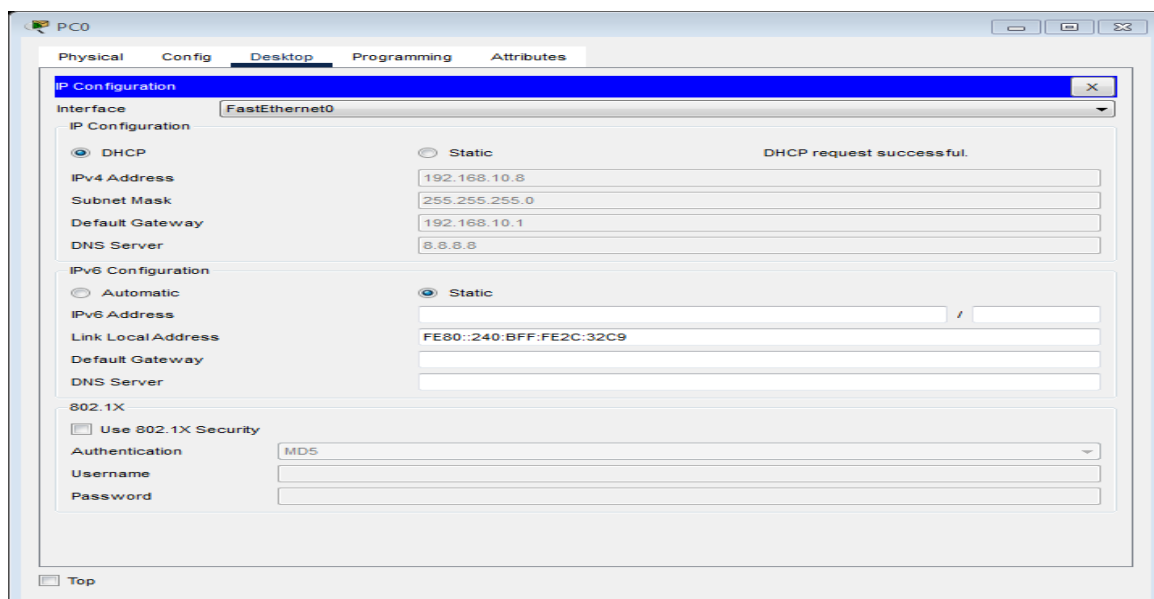 PC0
Physical Config Desktop Programming Attributes
IP Configuration
Interface FastEthernet0
IP Configuration
DHCP Static DHCP request successful.
IPv4 Address 192.168.10.8
Subnet Mask 255.255.255.0
Default Gateway 192.168.10.1
DNS Server 8.8.8.8
IPv6 Configuration
Automatic Static
IPv6 Address /
Link Local Address FE80::240:BFF:FE2C:32C9
Default Gateway
DNS Server
802.1X
Use 802.1X Security
Authentication MD5
Username
Password
Top